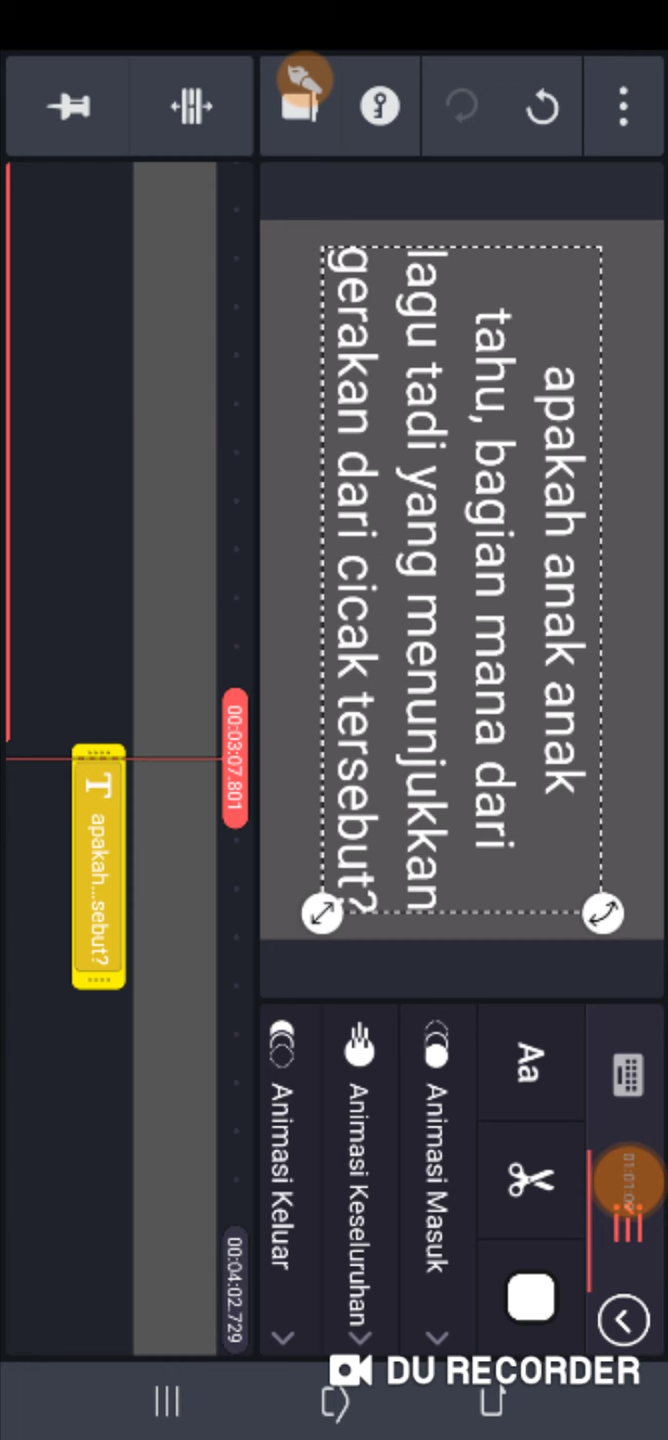 apakah anak anak
tahu, bagian mana dari
lagu tadi yang menunjukkan
gerakan dari cicak tersebut?
Aa
Animasi Masuk
Animasi Keseluruhan
Animasi Keluar
00:03:07.801
00:04:02.729
T apakah...sebut?
DU RECORDER